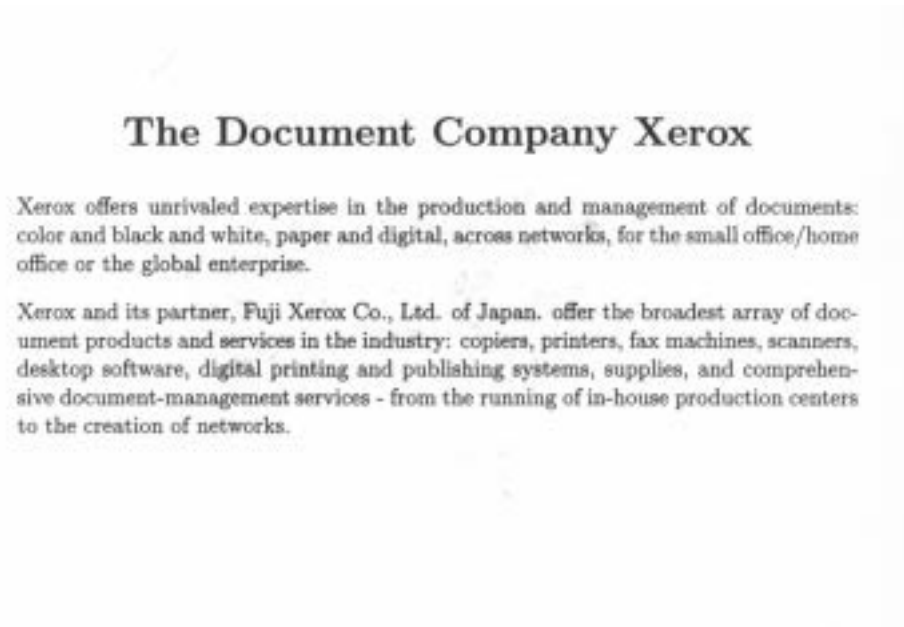 The Document Company Xerox
Xerox offers unrivaled expertise in the production and management of documents:
color and black and white, paper and digital, across networks, for the small office/home
office or the global enterprise.
Xerox and its partner, Fuji Xerox Co., Ltd. of Japan. offer the broadest array of doc-
ument products and services in the industry: copiers, printers, fax machines, scanners,
desktop software, digital printing and publishing systems, supplies, and comprehen-
sive document-management services - from the running of in-house production centers
to the creation of networks.